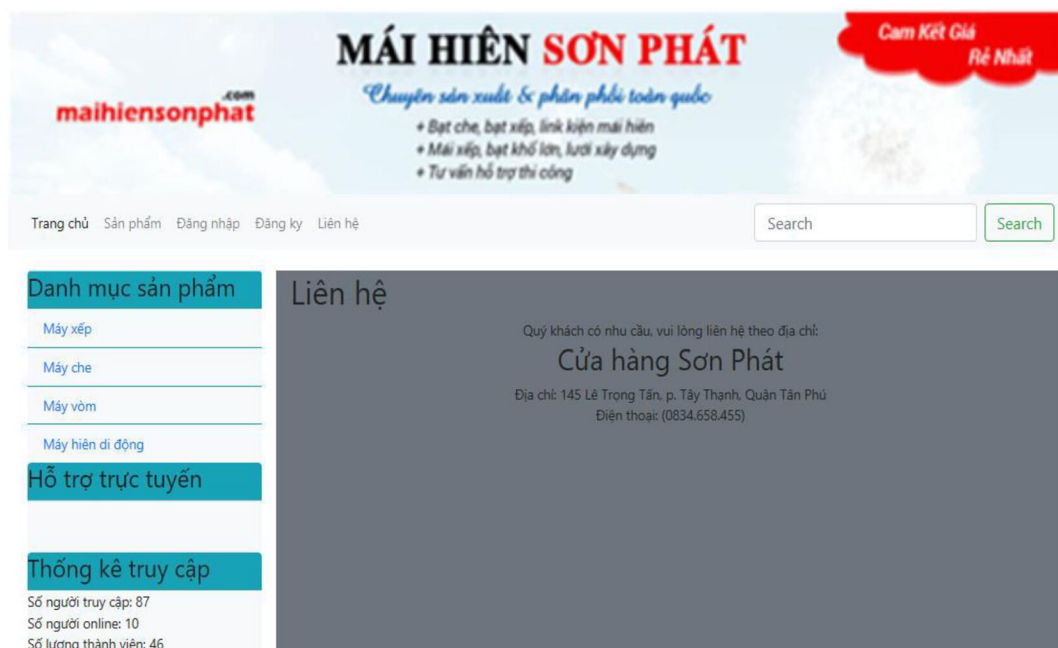 MÁI HIÊN SƠN PHÁT
Cam Kết Giá
Rẻ Nhất
Chuyên sản xuất & phân phối toàn quốc
.com
maihiensonphat
+ Bạt che, bạt xếp, link kiện mái hiên
+ Mái xếp, bạt khổ lớn, lưới xây dựng
+ Tư vấn hỗ trợ thi công
Trang chủ Sản phẩm Đăng nhập Đăng ky Liên hệ Search Search
Danh mục sản phẩm
Máy xếp
Máy che
Máy vòm
Máy hiên di động
Hỗ trợ trực tuyến
Thống kê truy cập
Số người truy cập: 87
Số người online: 10
Số lượng thành viên: 46
Liên hệ
Quý khách có nhu cầu, vui lòng liên hệ theo địa chỉ:
Cửa hàng Sơn Phát
Địa chỉ: 145 Lê Trọng Tấn, p. Tây Thạnh, Quận Tân Phú
Điện thoại: (0834.658.455)